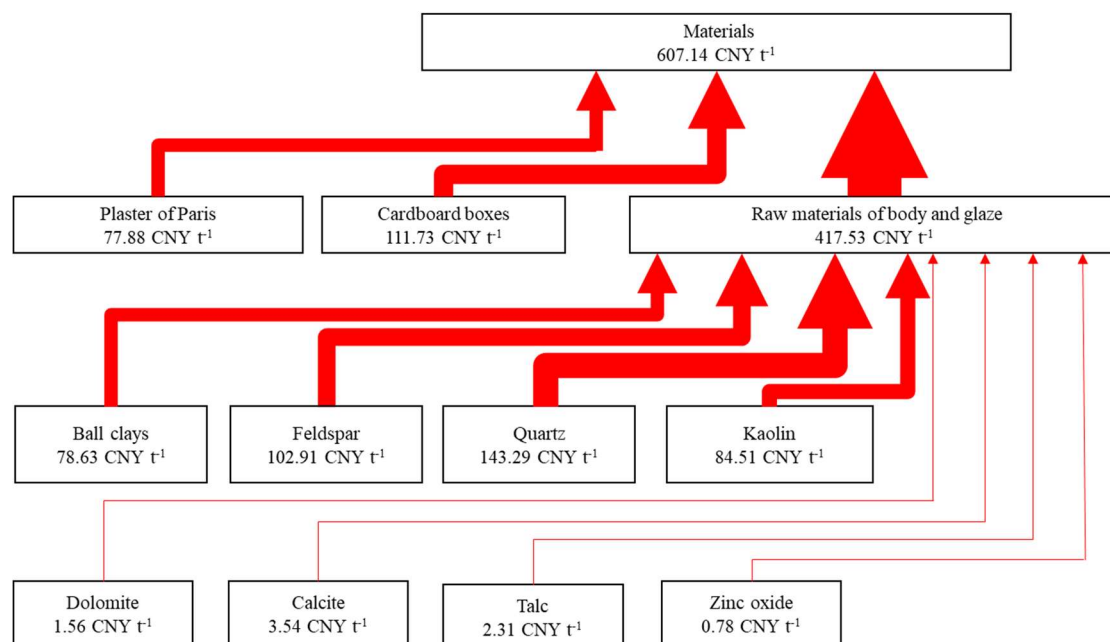 Materials
607.14 CNY t⁻¹
Plaster of Paris
77.88 CNY t⁻¹
Cardboard boxes
111.73 CNY t⁻¹
Raw materials of body and glaze
417.53 CNY t⁻¹
Ball clays
78.63 CNY t⁻¹
Feldspar
102.91 CNY t⁻¹
Quartz
143.29 CNY t⁻¹
Kaolin
84.51 CNY t⁻¹
Dolomite
1.56 CNY t⁻¹
Calcite
3.54 CNY t⁻¹
Talc
2.31 CNY t⁻¹
Zinc oxide
0.78 CNY t⁻¹